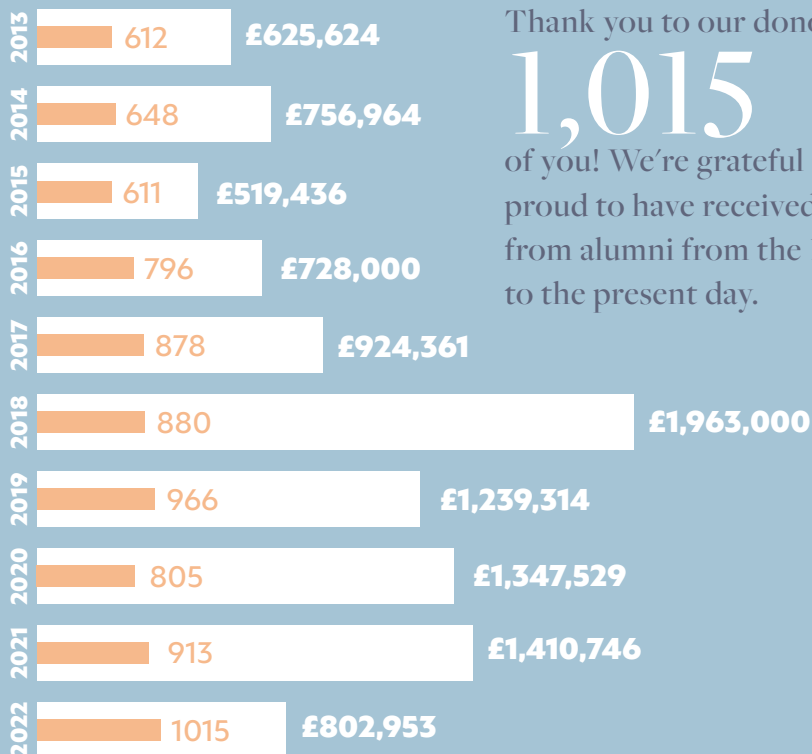 2013 612 £625,624
2014 648 £756,964
2015 611 £519,436
2016 796 £728,000
2017 878 £924,361
2018 880 £1,963,000
2019 966 £1,239,314
2020 805 £1,347,529
2021 913 £1,410,746
2022 1015 £802,953
Thank you to our
1,015
of you! We're grateful
proud to have received
from alumni from the
to the present day.